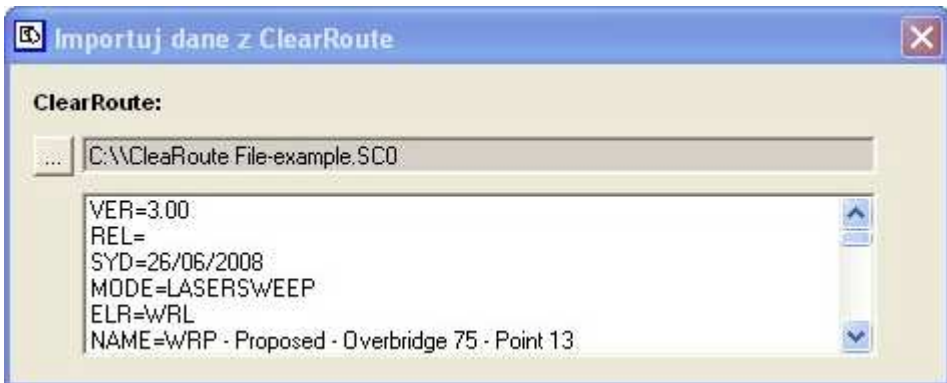 Importuj dane z ClearRoute
ClearRoute:
... C:\\CleaRoute File-example.SC0
VER=3.00
REL=
SYD=26/06/2008
MODE=LASERSWEEP
ELR=WRL
NAME=WRP - Proposed - Overbridge 75 - Point 13